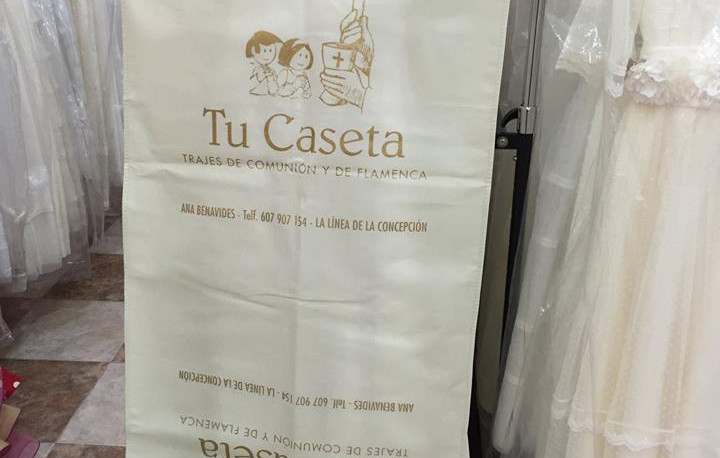 Tu Caseta
TRAJES DE COMUNIÓN Y DE FLAMENCA
ANA BENAVIDES - Telf. 607 907 154 - LA LÍNEA DE LA CONCEPCIÓN
ANA BENAVIDES - Telf. 607 907 154 - LA LÍNEA DE LA CONCEPCIÓN
TRAJES DE COMUNIÓN Y DE FLAMENCA
aseta